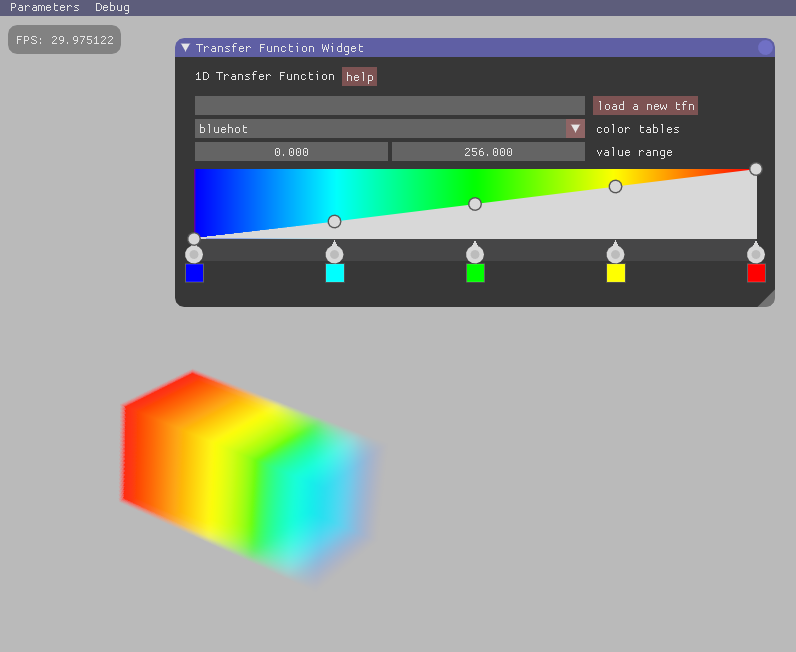 Parameters Debug
FPS: 29.975122
Transfer Function Widget
1D Transfer Function help
load a new tfn
bluehot color tables
0.000 256.000 value range